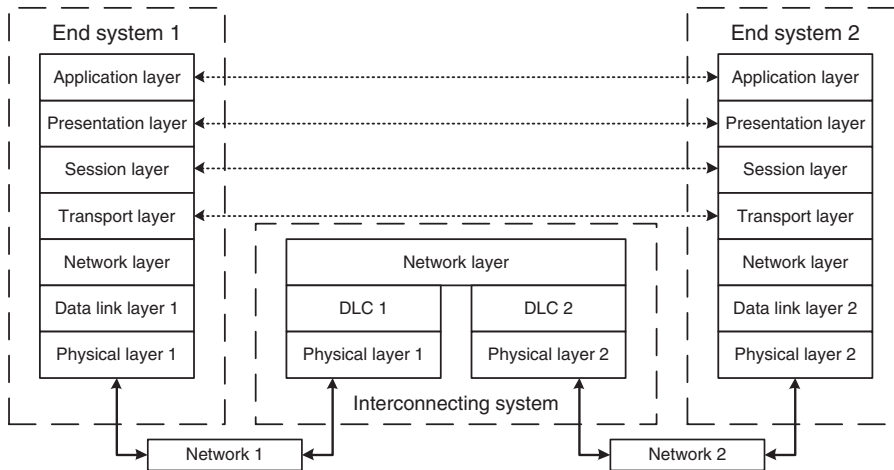 End system 1
Application layer
Presentation layer
Session layer
Transport layer
Network layer
Data link layer 1
Physical layer 1
Network layer
DLC 1
DLC 2
Physical layer 1
Physical layer 2
Interconnecting system
End system 2
Application layer
Presentation layer
Session layer
Transport layer
Network layer
Data link layer 2
Physical layer 2
Network 1
Network 2